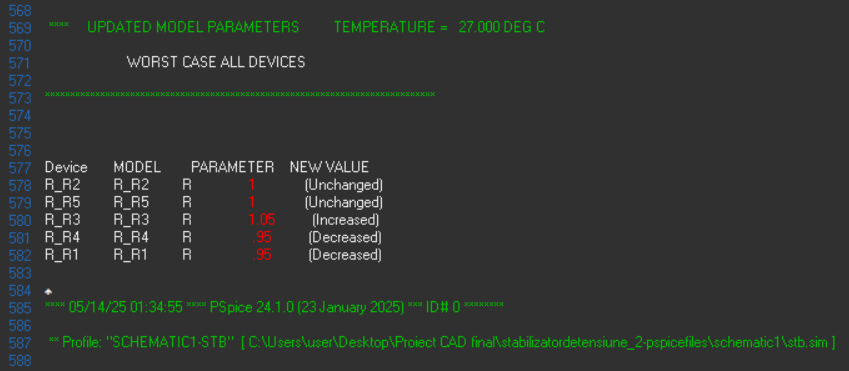 568
569 **** UPDATED MODEL PARAMETERS TEMPERATURE = 27.000 DEG C
570
571 WORST CASE ALL DEVICES
572
573 ******************************************************************************
574
575
576
577 Device MODEL PARAMETER NEW VALUE
578 R_R2 R_R2 R 1 (Unchanged)
579 R_R5 R_R5 R 1 (Unchanged)
580 R_R3 R_R3 R 1.05 (Increased)
581 R_R4 R_R4 R .95 (Decreased)
582 R_R1 R_R1 R .95 (Decreased)
583
584
585 **** 05/14/25 01:34:55 **** PSpice 24.1.0 (23 January 2025) *** ID# 0 ********
586
587 ** Profile: "SCHEMATIC1-STB" [ C:\Users\user\Desktop\Proiect CAD final\stabilizatordetensiune_2-pspicefiles\schematic1\stb.sim ]
588